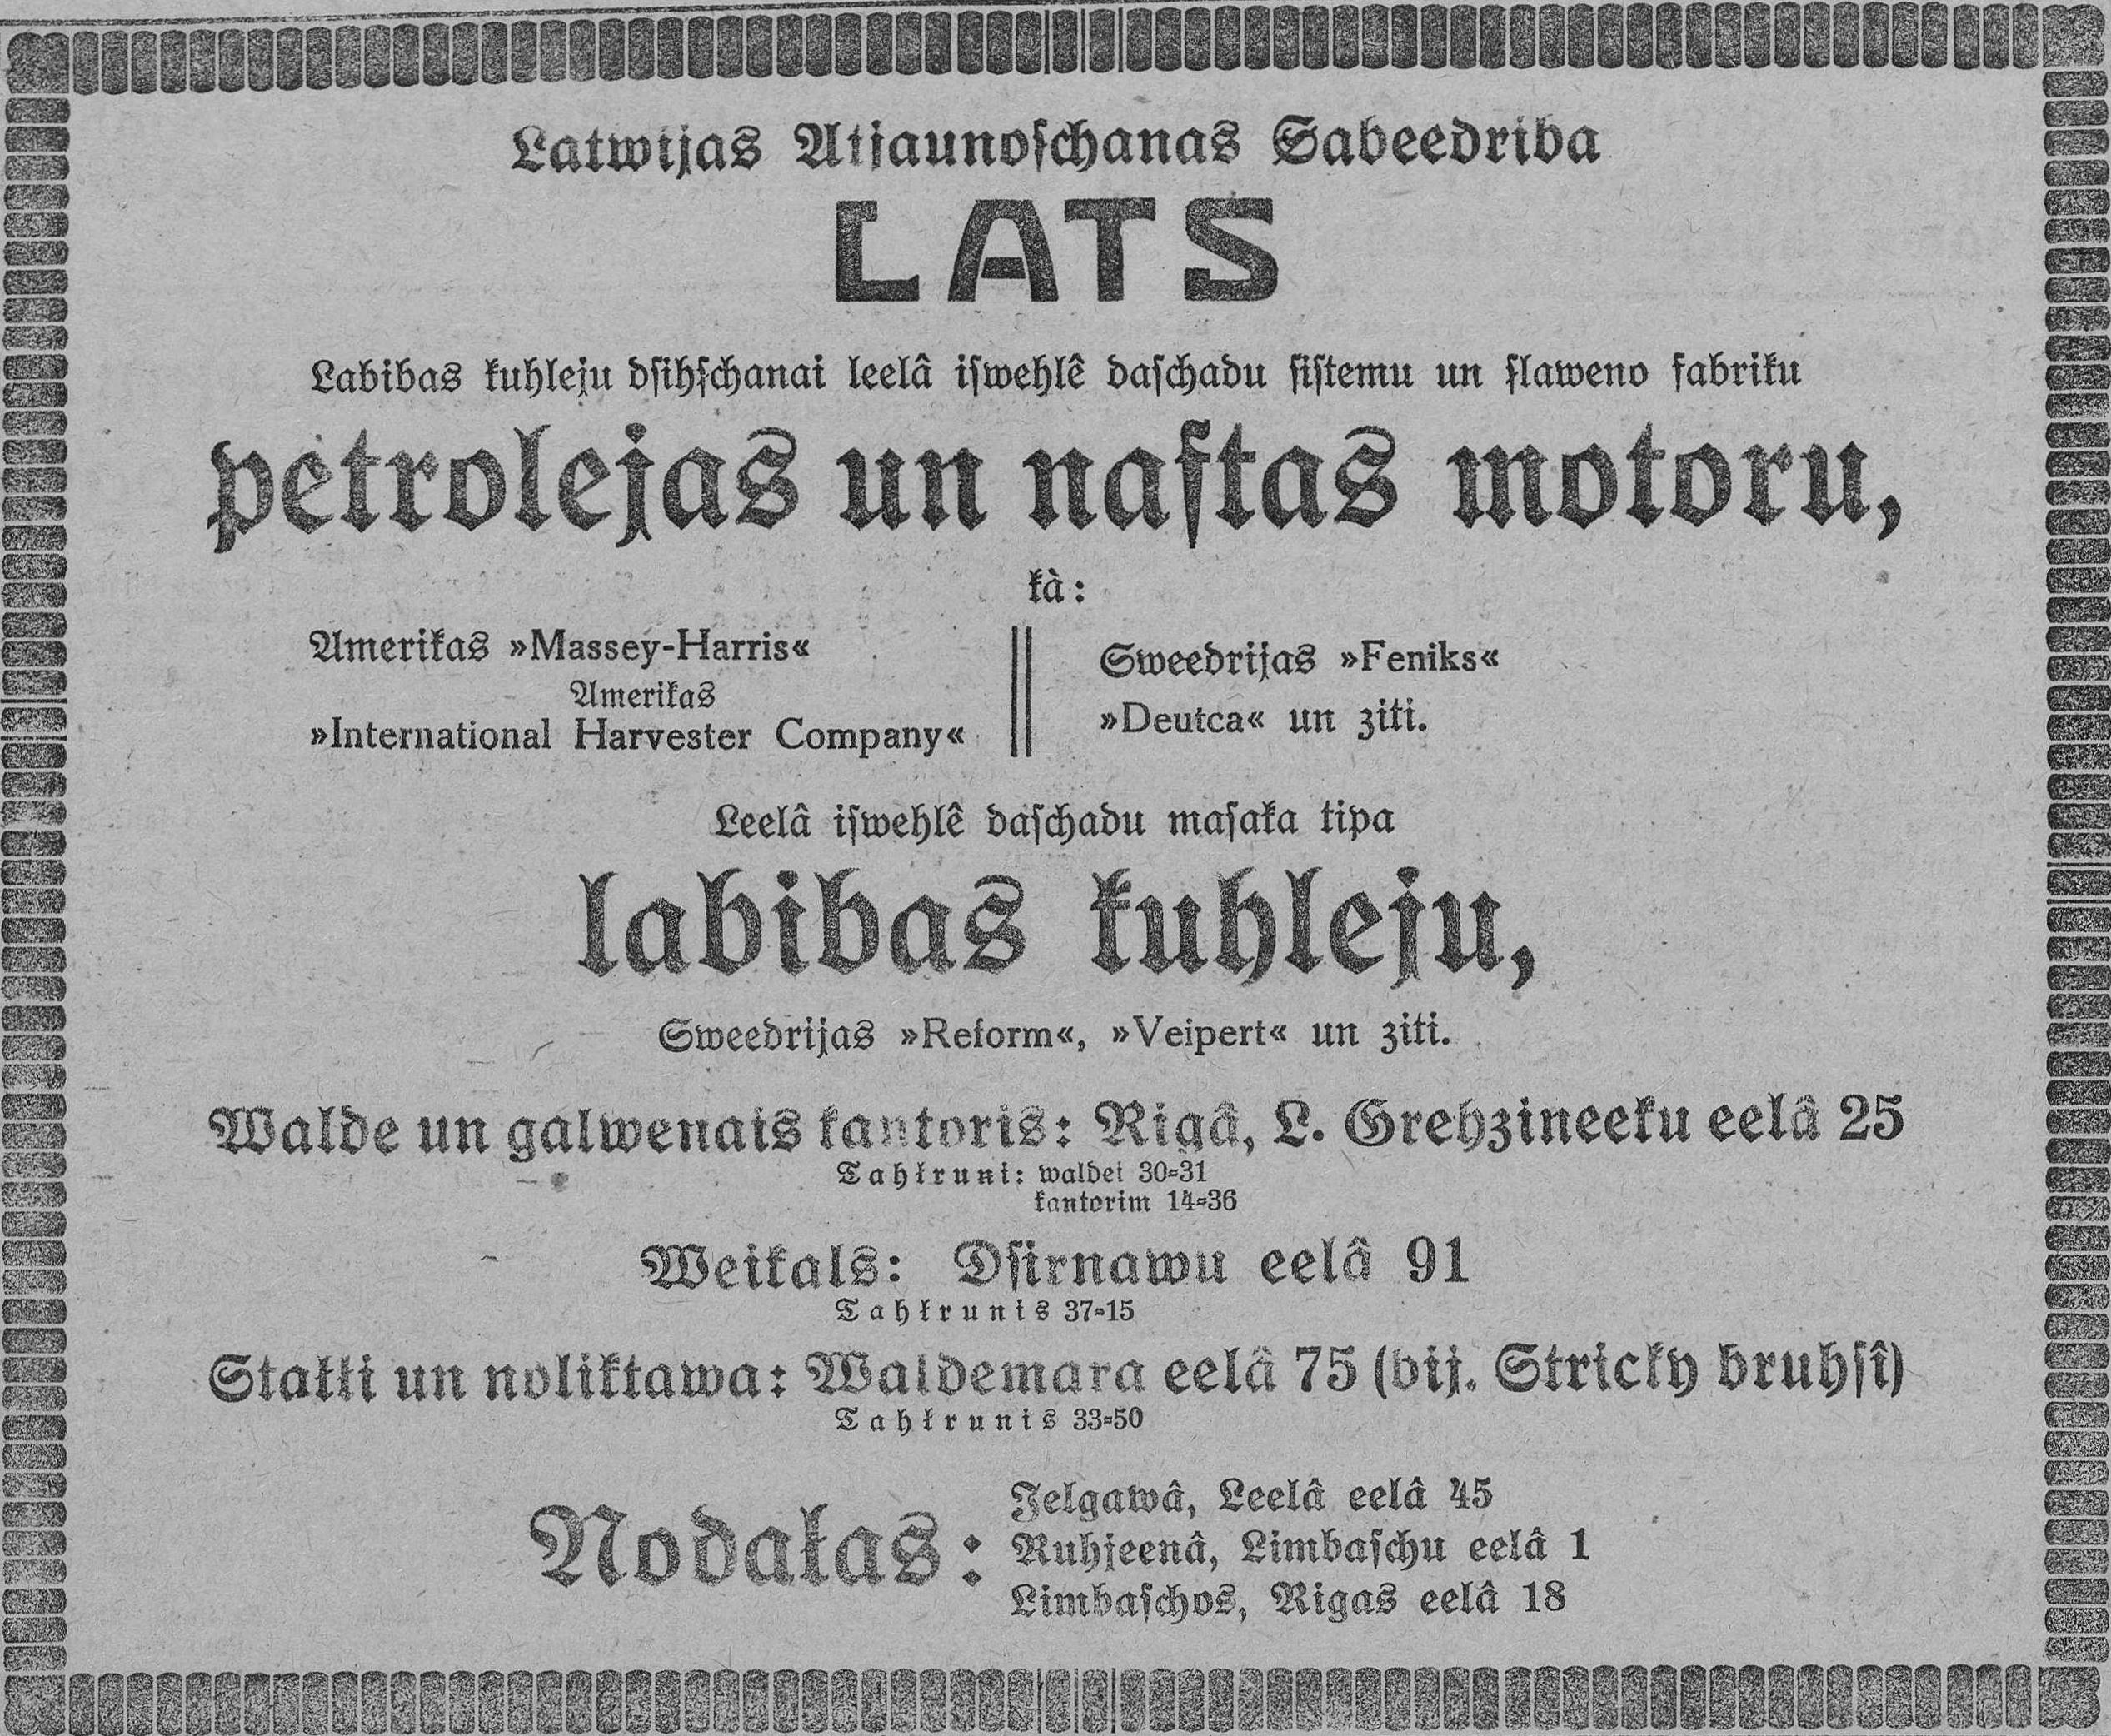 Latwijas Atjaunoſchanas Sabeedriba
LATS
Labibas kuhleju dſihſchanai leelâ iſwehlê daſchadu ſiſtemu un ſlaweno fabriku
petrolejas un naftas motoru,
kà:
Amerikas »Massey-Harris«
Amerikas
»International Harvester Company«
Sweedrijas »Feniks«
»Deutca« un ziti.
Leelâ iſwehlê daſchadu maſaka tipa
labibas kuhleju,
Sweedrijas »Reform«, »Veipert« un ziti.
Walde un galwenais kantoris: Rigâ, L. Grehzineeku eelâ 25
Tahlruni: waldei 30-31
kantorim 14-36
Weikals: Dſirnawu eelâ 91
Tahlrunis 37-15
Stalli un noliktawa: Waldemara eelâ 75 (bij. Stricky bruhſî)
Tahlrunis 33-50
Nodałas:
Jelgawâ, Leelâ eelâ 45
Ruhjeenâ, Limbaſchu eelâ 1
Limbaſchos, Rigas eelâ 18